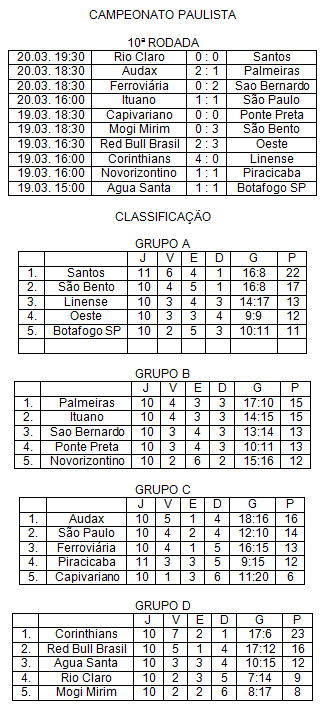 CAMPEONATO PAULISTA
10ª RODADA
20.03. 19:30 Rio Claro 0 : 0 Santos
20.03. 18:30 Audax 2 : 1 Palmeiras
20.03. 18:30 Ferroviária 0 : 2 Sao Bernardo
20.03. 16:00 Ituano 1 : 1 São Paulo
19.03. 18:30 Capivariano 0 : 0 Ponte Preta
19.03. 18:30 Mogi Mirim 0 : 3 São Bento
19.03. 16:30 Red Bull Brasil 2 : 3 Oeste
19.03. 16:00 Corinthians 4 : 0 Linense
19.03. 16:00 Novorizontino 1 : 1 Piracicaba
19.03. 15:00 Agua Santa 1 : 1 Botafogo SP
CLASSIFICAÇÃO
GRUPO A
J V E D G P
1. Santos 11 6 4 1 16:8 22
2. São Bento 10 4 5 1 16:8 17
3. Linense 10 3 4 3 14:17 13
4. Oeste 10 3 3 4 9:9 12
5. Botafogo SP 10 2 5 3 10:11 11
GRUPO B
J V E D G P
1. Palmeiras 10 4 3 3 17:10 15
2. Ituano 10 4 3 3 14:15 15
3. Sao Bernardo 10 3 4 3 13:14 13
4. Ponte Preta 10 3 4 3 10:11 13
5. Novorizontino 10 2 6 2 15:16 12
GRUPO C
J V E D G P
1. Audax 10 5 1 4 18:16 16
2. São Paulo 10 4 2 4 12:10 14
3. Ferroviária 10 4 1 5 16:15 13
4. Piracicaba 11 3 3 5 9:15 12
5. Capivariano 10 1 3 6 11:20 6
GRUPO D
J V E D G P
1. Corinthians 10 7 2 1 17:6 23
2. Red Bull Brasil 10 5 1 4 17:12 16
3. Agua Santa 10 3 3 4 10:15 12
4. Rio Claro 10 2 3 5 7:14 9
5. Mogi Mirim 10 2 2 6 8:17 8